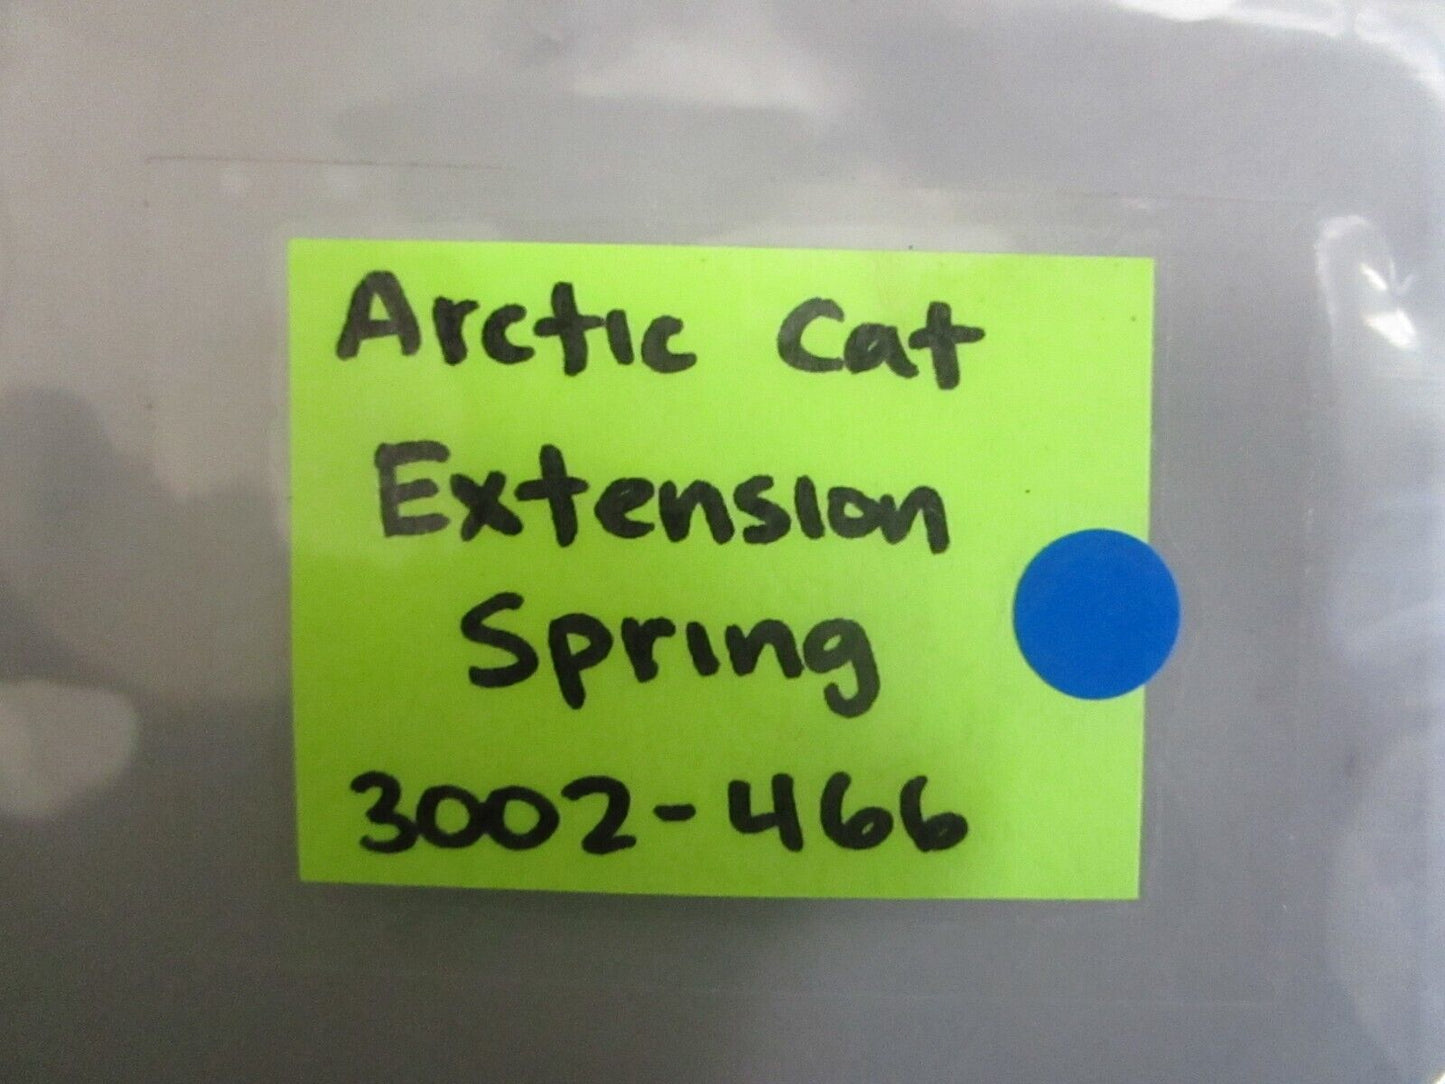 Arctic Cat
Extension
Spring
3002-466